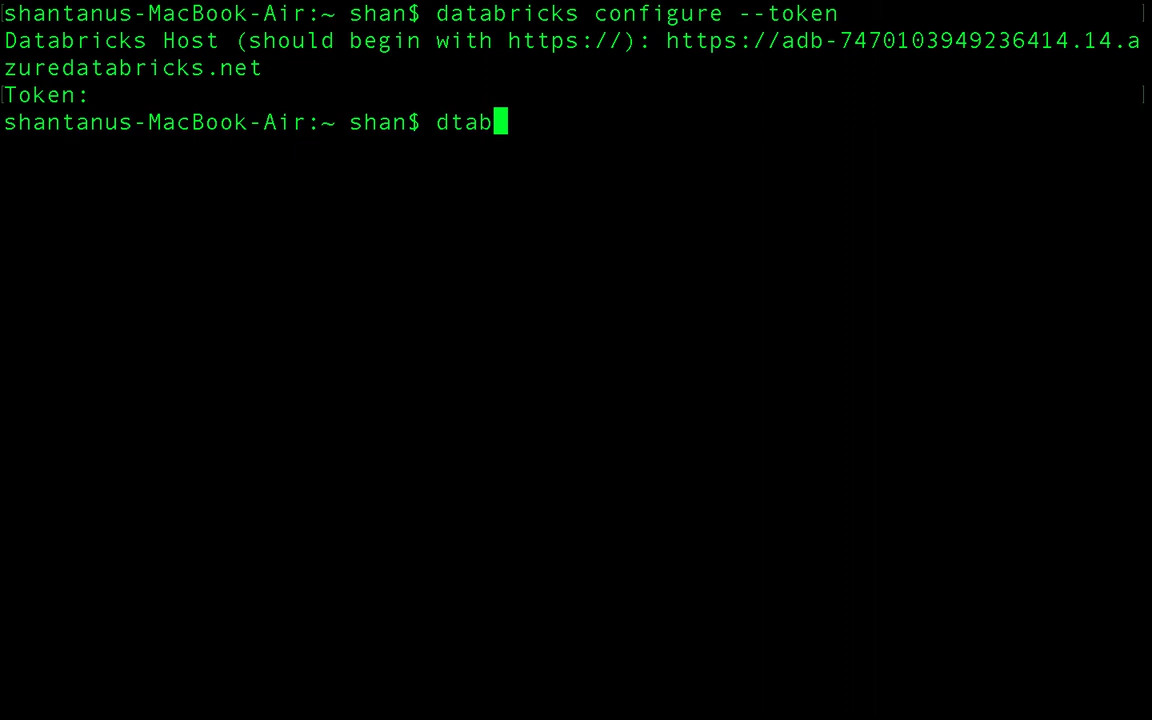 shantanus-MacBook-Air:~ shan$ databricks configure --token
Databricks Host (should begin with https://): https://adb-7470103949236414.14.a
zuredatabricks.net
Token:
shantanus-MacBook-Air:~ shan$ dtab